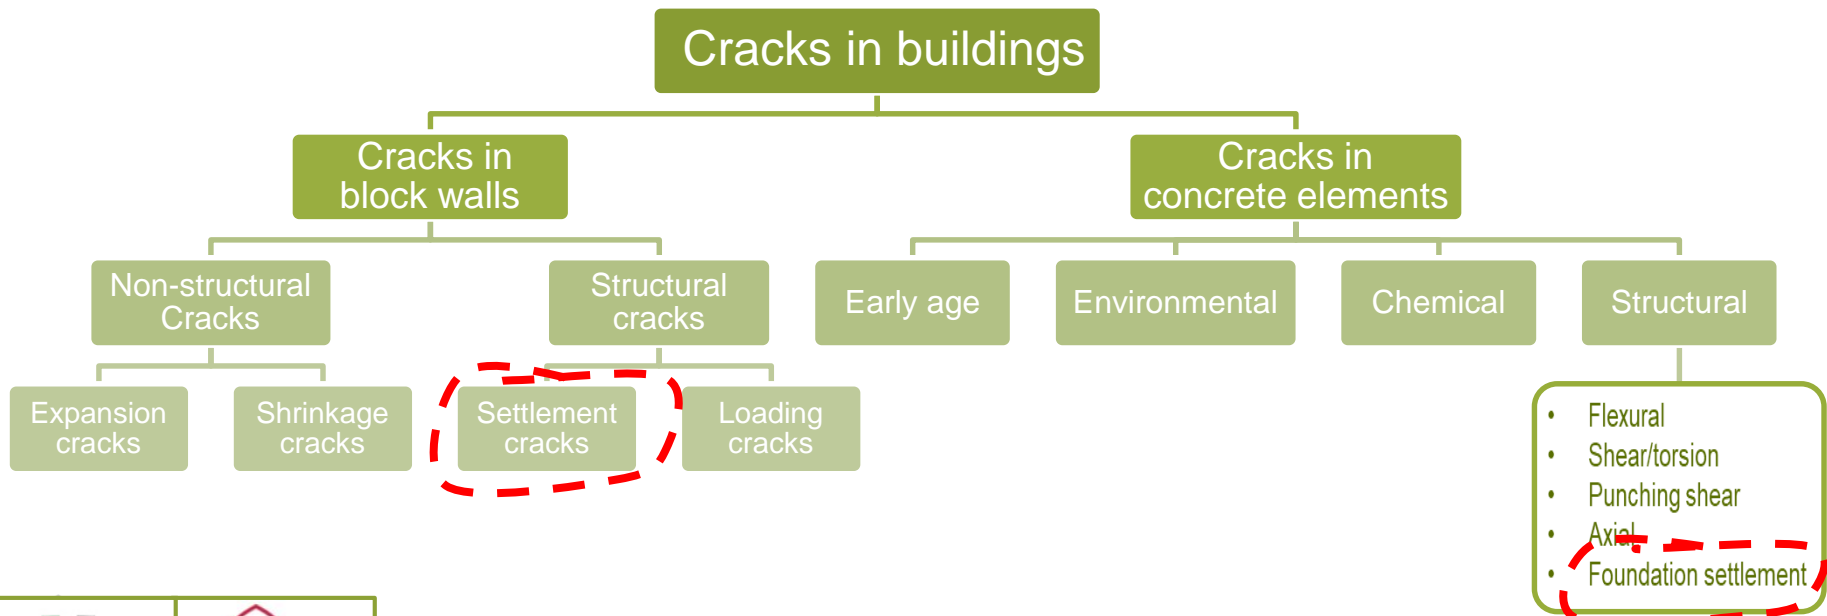 Cracks in buildings
Cracks in
block walls
Cracks in
concrete elements
Non-structural
Cracks
Structural
cracks
Early age
Environmental
Chemical
Structural
Expansion
cracks
Shrinkage
cracks
Settlement
cracks
Loading
cracks
• Flexural
• Shear/torsion
• Punching shear
• Axial
• Foundation settlement